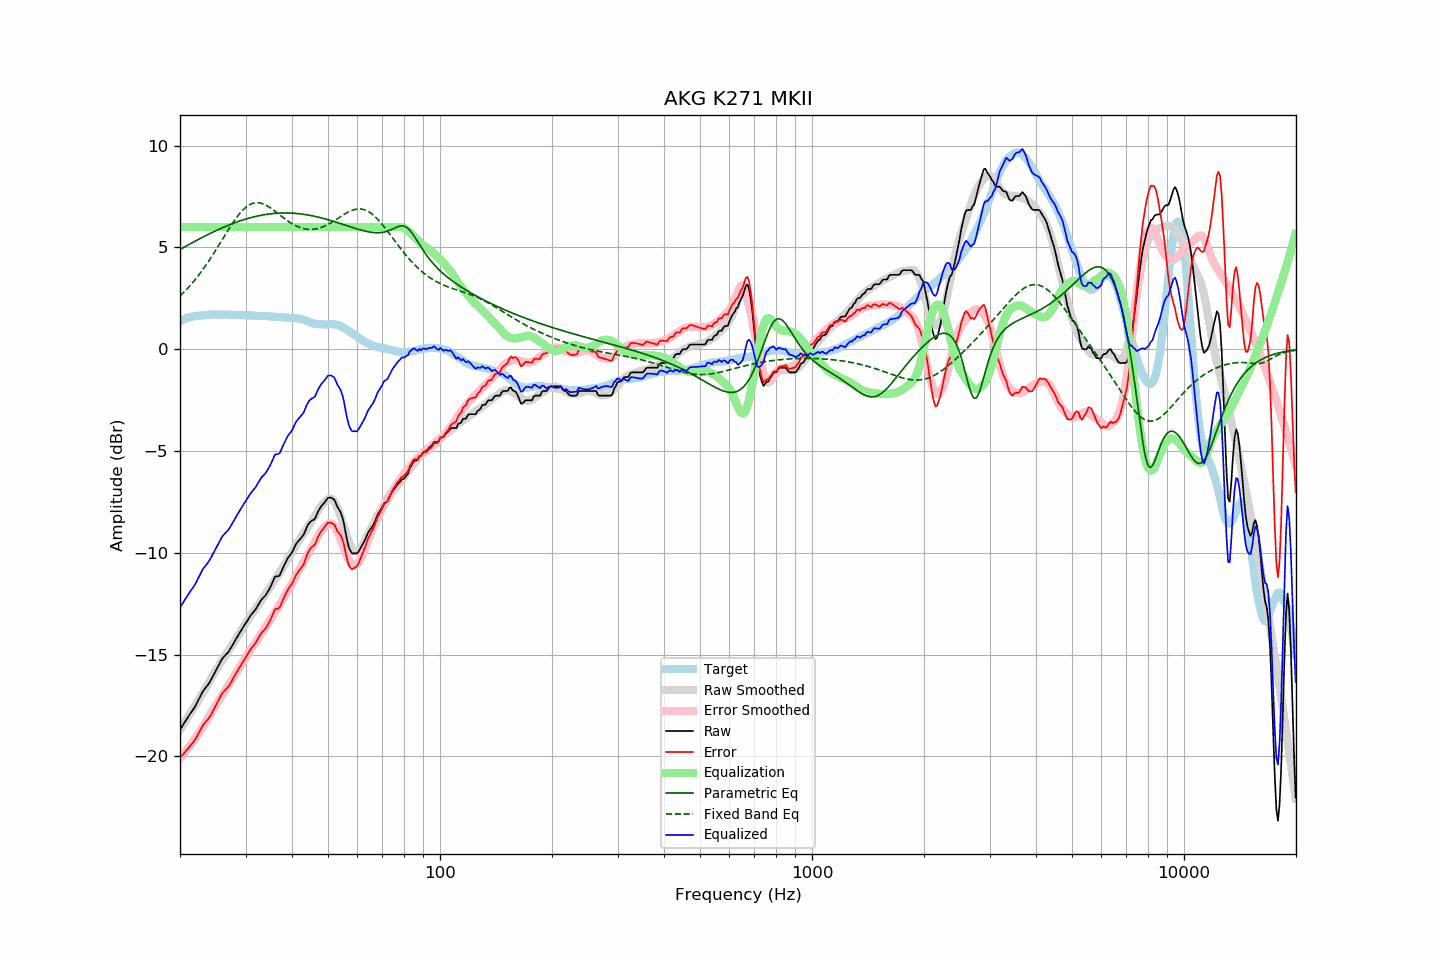 AKG K271 MKII
Amplitude (dBr)
10
5
0
−5
−10
−15
−20
100
1000
10000
Frequency (Hz)
Target
Raw Smoothed
Error Smoothed
Raw
Error
Equalization
Parametric Eq
Fixed Band Eq
Equalized